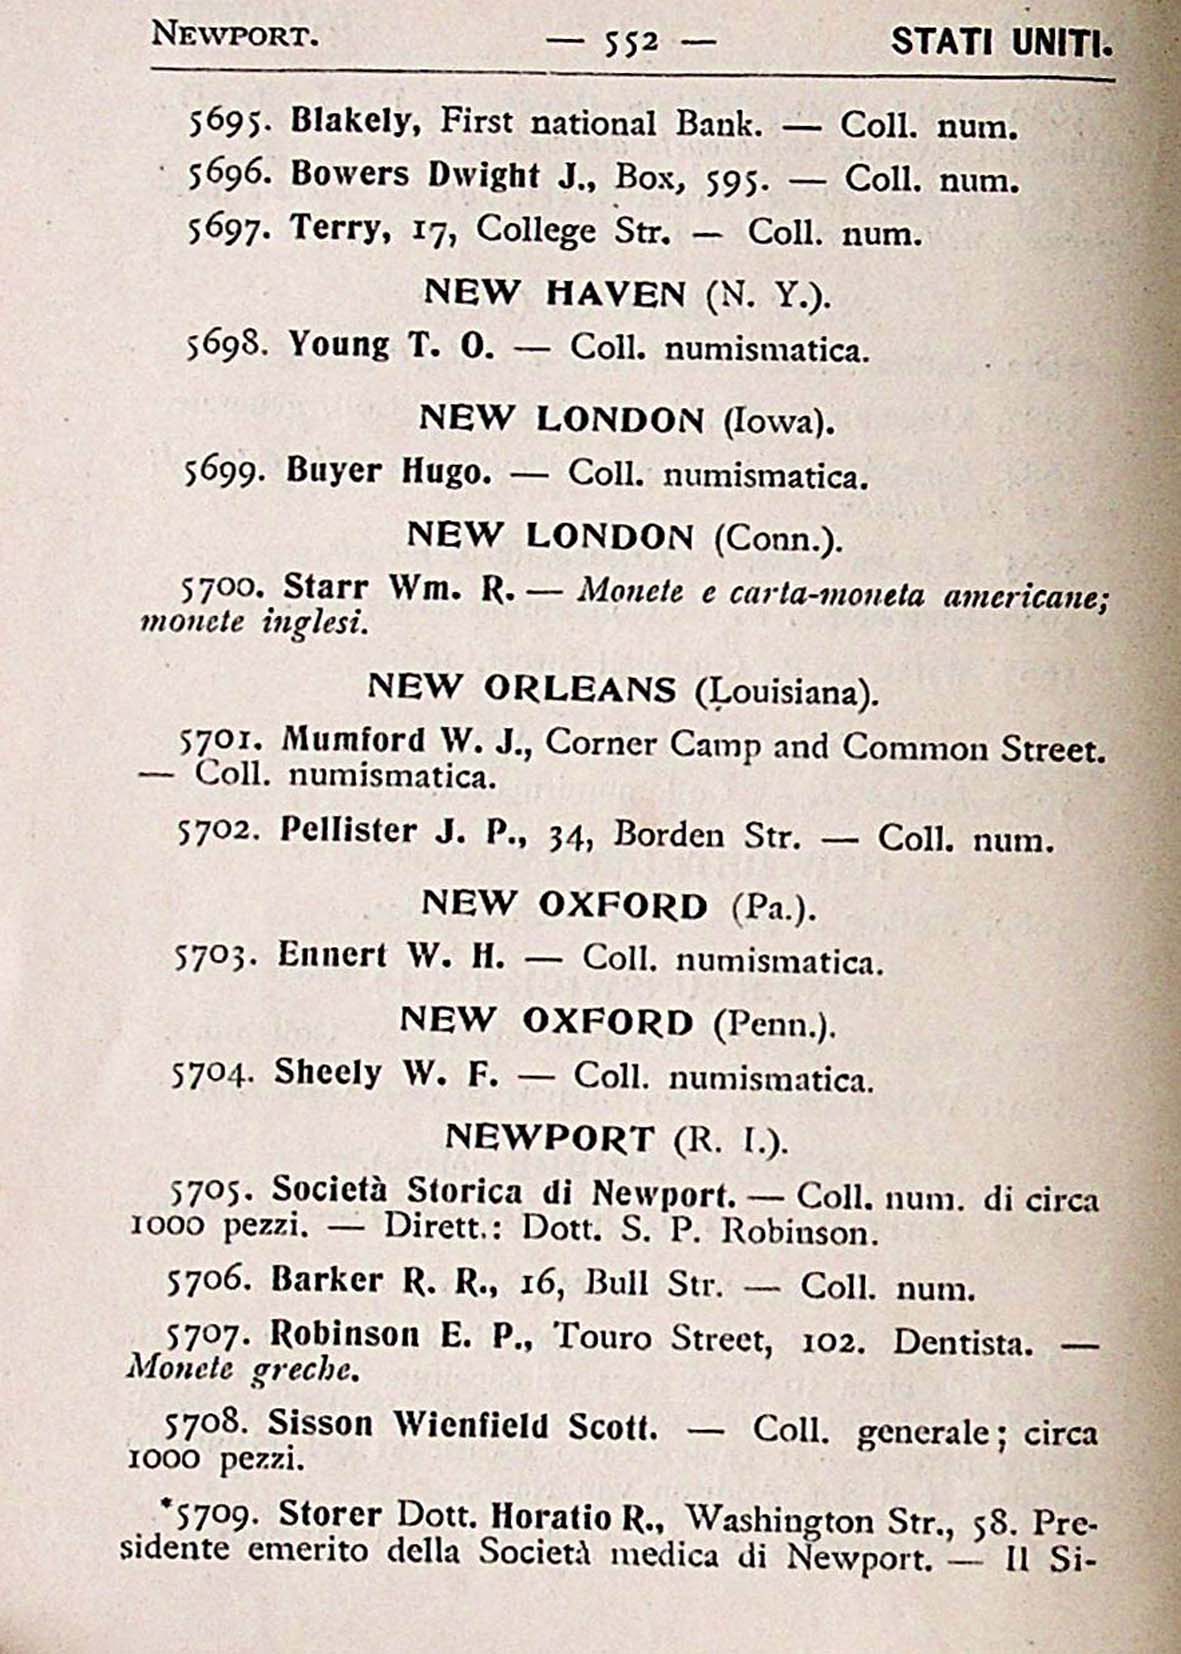 Newport. — 552 — STATI UNITI.
5695. Blakely, First national Bank. — Coll. num.
5696. Bowers Dwight J., Box, 595. — Coll. num.
5697. Terry, 17, College Str. — Coll. num.
NEW HAVEN (N. Y.).
5698. Young T. O. — Coll. numismatica.
NEW LONDON (Iowa).
5699. Buyer Hugo. — Coll. numismatica.
NEW LONDON (Conn.).
5700. Starr Wm. R. — Monete e carta-moneta americane;
monete inglesi.
NEW ORLEANS (Louisiana).
5701. Mumford W. J., Corner Camp and Common Street.
— Coll. numismatica.
5702. Pellister J. P., 34, Borden Str. — Coll. num.
NEW OXFORD (Pa.).
5703. Ennert W. H. — Coll. numismatica.
NEW OXFORD (Penn.).
5704. Sheely W. F. — Coll. numismatica.
NEWPORT (R. I.).
5705. Società Storica di Newport. — Coll. num. di circa
1000 pezzi. — Dirett.: Dott. S. P. Robinson.
5706. Barker R. R., 16, Bull Str. — Coll. num.
5707. Robinson E. P., Touro Street, 102. Dentista. —
Monete greche.
5708. Sisson Wienfield Scott. — Coll. generale; circa
1000 pezzi.
*5709. Storer Dott. Horatio R., Washington Str., 58. Pre-
sidente emerito della Società medica di Newport. — Il Si-